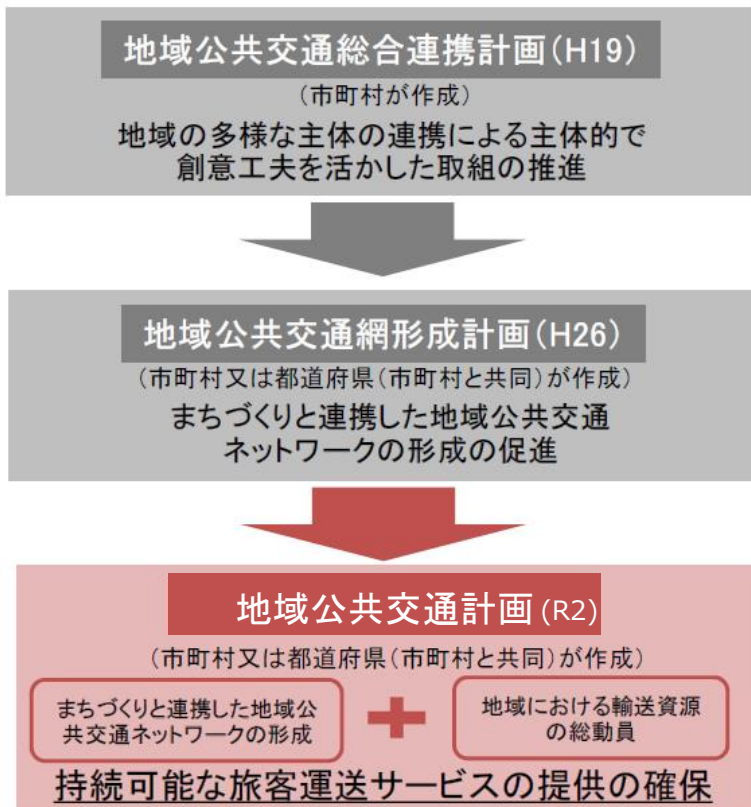 地域公共交通総合連携計画(H19)
（市町村が作成）
地域の多様な主体の連携による主体的で
創意工夫を活かした取組の推進
地域公共交通網形成計画(H26)
（市町村又は都道府県（市町村と共同）が作成）
まちづくりと連携した地域公共交通
ネットワークの形成の促進
地域公共交通計画(R2)
（市町村又は都道府県（市町村と共同）が作成）
まちづくりと連携した地域公
共交通ネットワークの形成
地域における輸送資源
の総動員
持続可能な旅客運送サービスの提供の確保